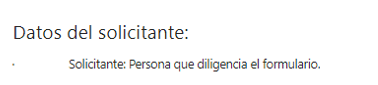 Datos del solicitante:
· Solicitante: Persona que diligencia el formulario.